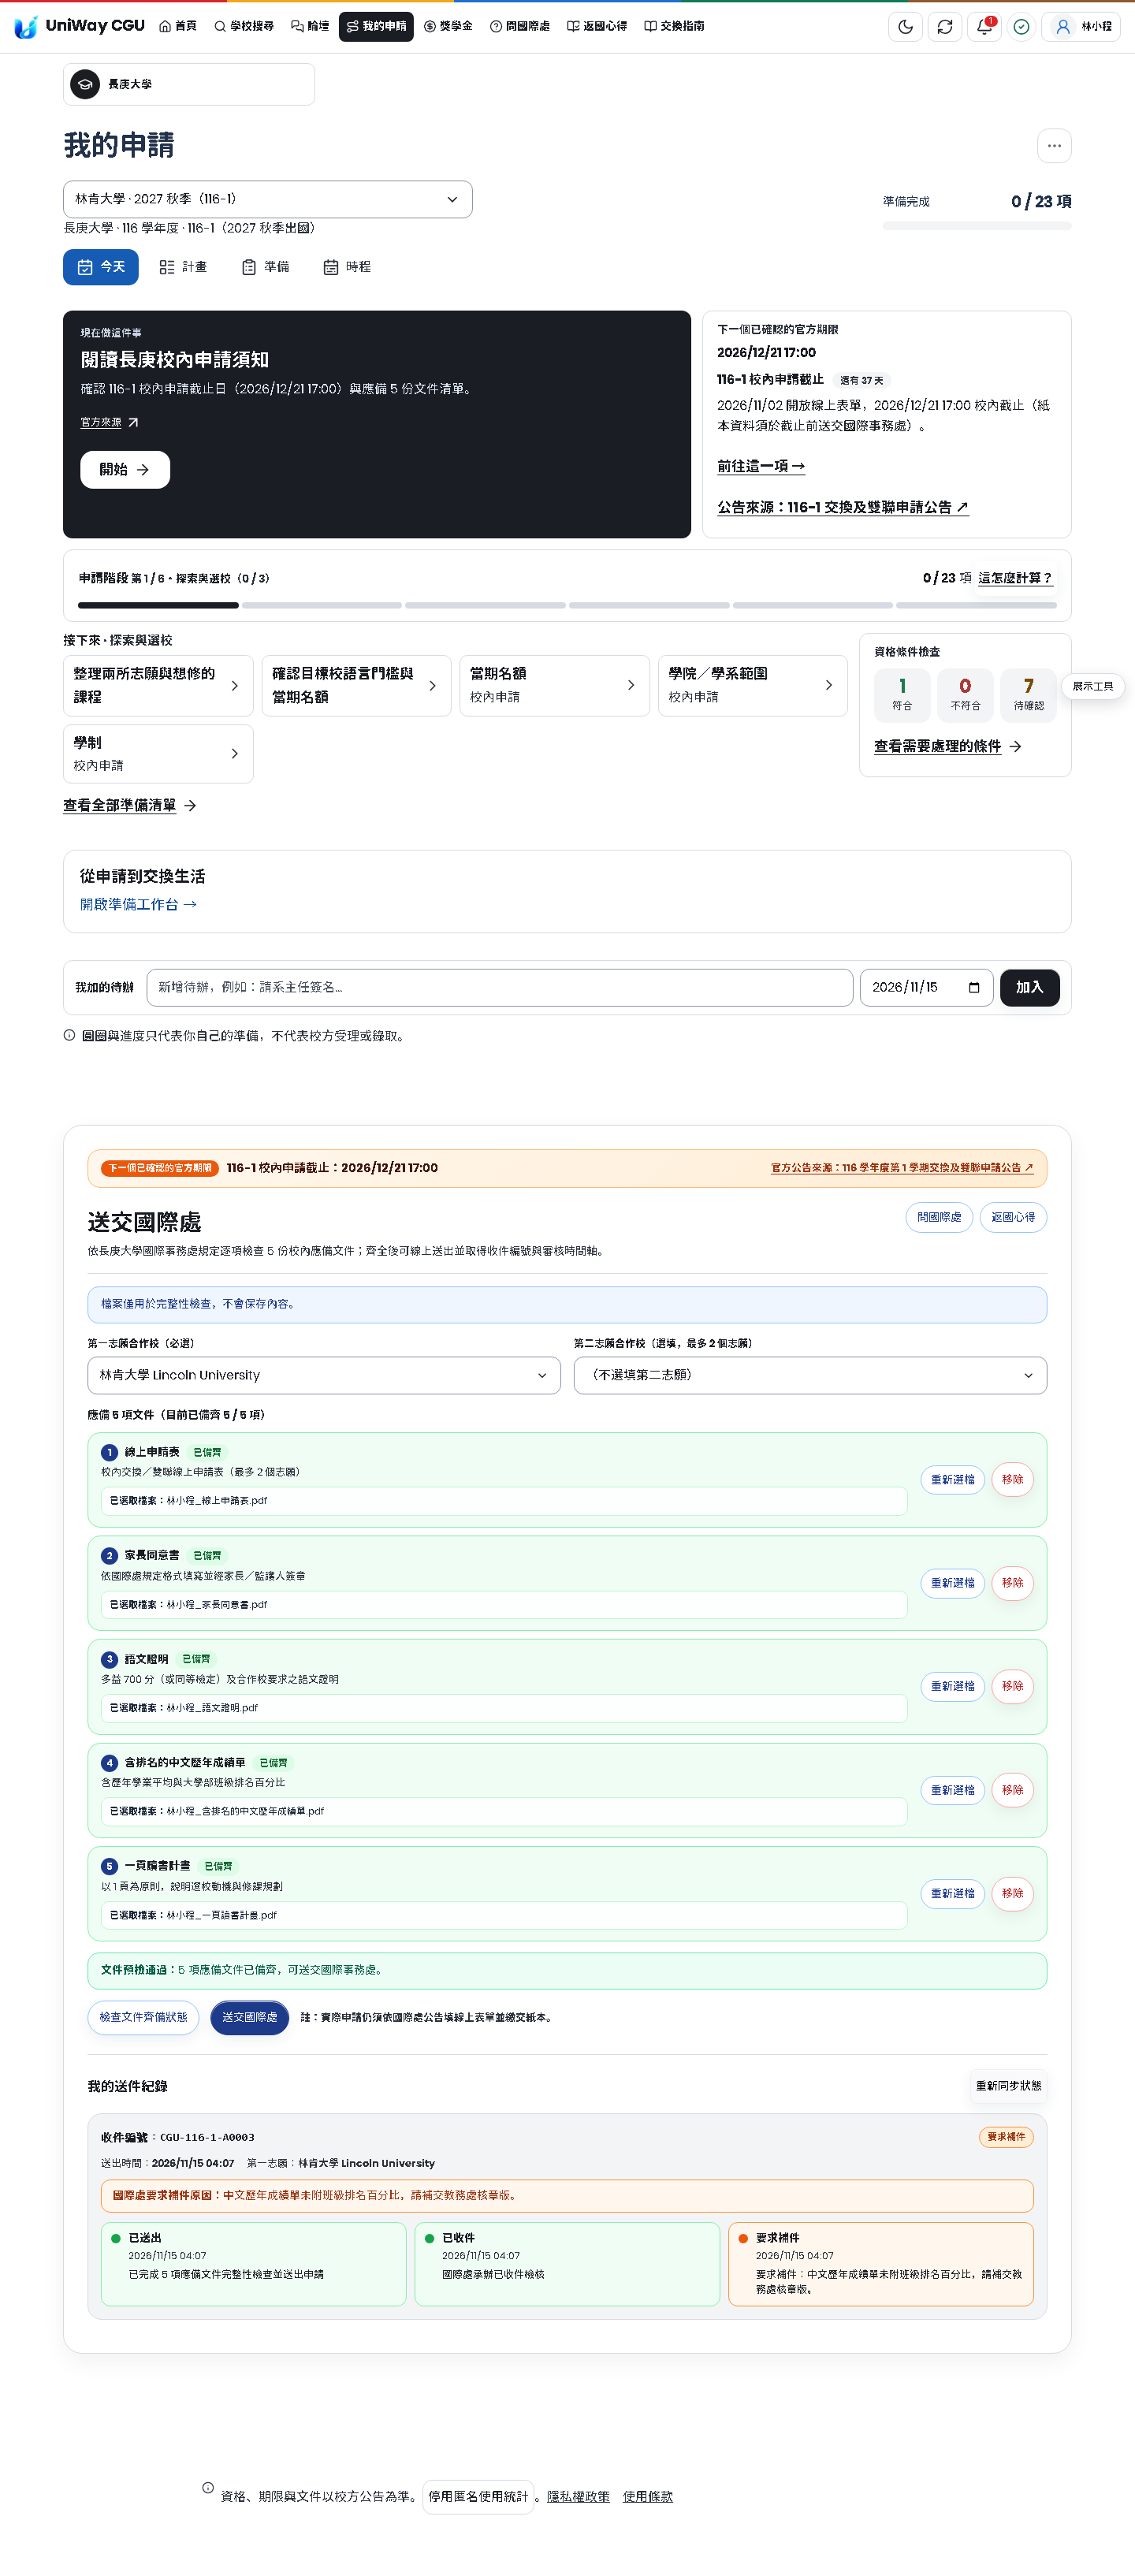 UniWay CGU 首頁 學校搜尋 論壇 我的申請 獎學金 問國際處 返國心得 交換指南 1 林小程
長庚大學
我的申請
林肯大學 · 2027 秋季（116-1）
長庚大學 · 116 學年度 · 116-1（2027 秋季出國）
準備完成 0 / 23 項
今天 計畫 準備 時程
現在做這件事
閱讀長庚校內申請須知
確認 116-1 校內申請截止日（2026/12/21 17:00）與應備 5 份文件清單。
官方來源
開始 →
下一個已確認的官方期限
2026/12/21 17:00
116-1 校內申請截止 還有 37 天
2026/11/02 開放線上表單，2026/12/21 17:00 校內截止（紙
本資料須於截止前送交國際事務處）。
前往這一項 →
公告來源：116-1 交換及雙聯申請公告 ↗
申請階段 第 1 / 6 · 探索與選校（0 / 3）
0 / 23 項 這怎麼計算？
接下來 · 探索與選校
整理兩所志願與想修的
課程
確認目標校語言門檻與
當期名額
當期名額
校內申請
學院／學系範圍
校內申請
學制
校內申請
查看全部準備清單 →
資格條件檢查
1 0 7
符合 不符合 待確認
查看需要處理的條件 →
展示工具
從申請到交換生活
開啟準備工作台 →
我加的待辦 新增待辦，例如：請系主任簽名... 2026/11/15 加入
圓圈與進度只代表你自己的準備，不代表校方受理或錄取。
下一個已確認的官方期限 116-1 校內申請截止：2026/12/21 17:00 官方公告來源：116 學年度第 1 學期交換及雙聯申請公告 ↗
送交國際處 問國際處 返國心得
依長庚大學國際事務處規定逐項檢查 5 份校內應備文件；齊全後可線上送出並取得收件編號與審核時間軸。
檔案僅用於完整性檢查，不會保存內容。
第一志願合作校（必選） 第二志願合作校（選填，最多 2 個志願）
林肯大學 Lincoln University （不選填第二志願）
應備 5 項文件（目前已備齊 5 / 5 項）
1 線上申請表 已備齊
校內交換／雙聯線上申請表（最多 2 個志願）
已選取檔案：林小程_線上申請表.pdf
重新選檔 移除
2 家長同意書 已備齊
依國際處規定格式填寫並經家長／監護人簽章
已選取檔案：林小程_家長同意書.pdf
重新選檔 移除
3 語文證明 已備齊
多益 700 分（或同等檢定）及合作校要求之語文證明
已選取檔案：林小程_語文證明.pdf
重新選檔 移除
4 含排名的中文歷年成績單 已備齊
含歷年學業平均與大學部班級排名百分比
已選取檔案：林小程_含排名的中文歷年成績單.pdf
重新選檔 移除
5 一頁讀書計畫 已備齊
以 1 頁為原則，說明選校動機與修課規劃
已選取檔案：林小程_一頁讀書計畫.pdf
重新選檔 移除
文件預檢通過：5 項應備文件已備齊，可送交國際事務處。
檢查文件齊備狀態 送交國際處 註：實際申請仍須依國際處公告填線上表單並繳交紙本。
我的送件紀錄 重新同步狀態
收件編號：CGU-116-1-A0003 要求補件
送出時間：2026/11/15 04:07 第一志願：林肯大學 Lincoln University
國際處要求補件原因：中文歷年成績單未附班級排名百分比，請補交教務處核章版。
已送出
2026/11/15 04:07
已完成 5 項應備文件完整性檢查並送出申請
已收件
2026/11/15 04:07
國際處承辦已收件檢核
要求補件
2026/11/15 04:07
要求補件：中文歷年成績單未附班級排名百分比，請補交教
務處核章版。
資格、期限與文件以校方公告為準。 停用匿名使用統計 。隱私權政策 使用條款